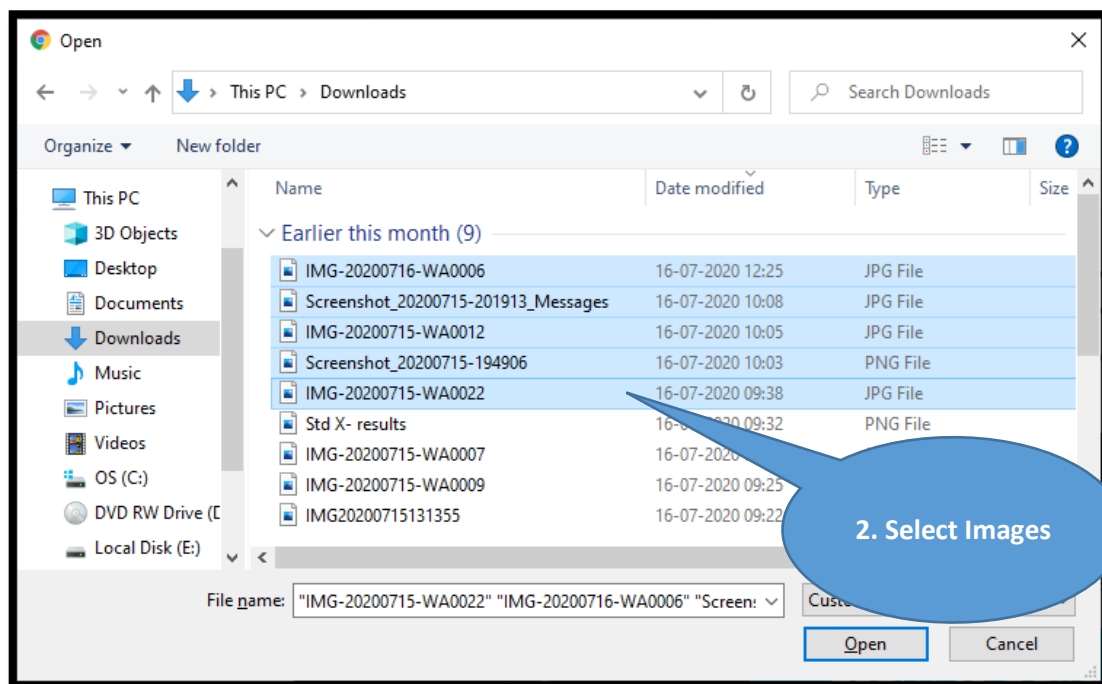 Open
This PC > Downloads
Search Downloads
Organize
New folder
Name Date modified Type Size
This PC
3D Objects
Desktop
Documents
Downloads
Music
Pictures
Videos
OS (C:)
DVD RW Drive (D
Local Disk (E:)
Earlier this month (9)
IMG-20200716-WA0006 16-07-2020 12:25 JPG File
Screenshot_20200715-201913_Messages 16-07-2020 10:08 JPG File
IMG-20200715-WA0012 16-07-2020 10:05 JPG File
Screenshot_20200715-194906 16-07-2020 10:03 PNG File
IMG-20200715-WA0022 16-07-2020 09:38 JPG File
Std X- results 09:32 PNG File
IMG-20200715-WA0007 16-07-2020
IMG-20200715-WA0009 16-07-2020 09:25
IMG20200715131355 16-07-2020 09:22
2. Select Images
File name: "IMG-20200715-WA0022" "IMG-20200716-WA0006" "Screen
Open
Cancel